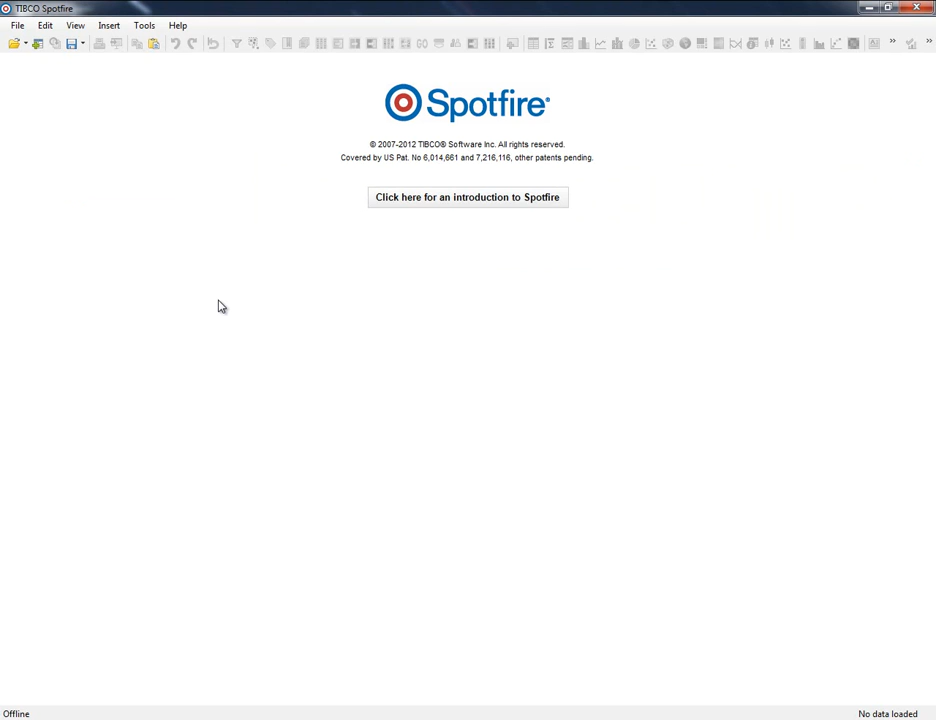 TIBCO Spotfire
File Edit View Insert Tools Help
GO
Spotfire®
© 2007-2012 TIBCO® Software Inc. All rights reserved.
Covered by US Pat. No 6,014,661 and 7,216,116, other patents pending.
Click here for an introduction to Spotfire
Offline No data loaded